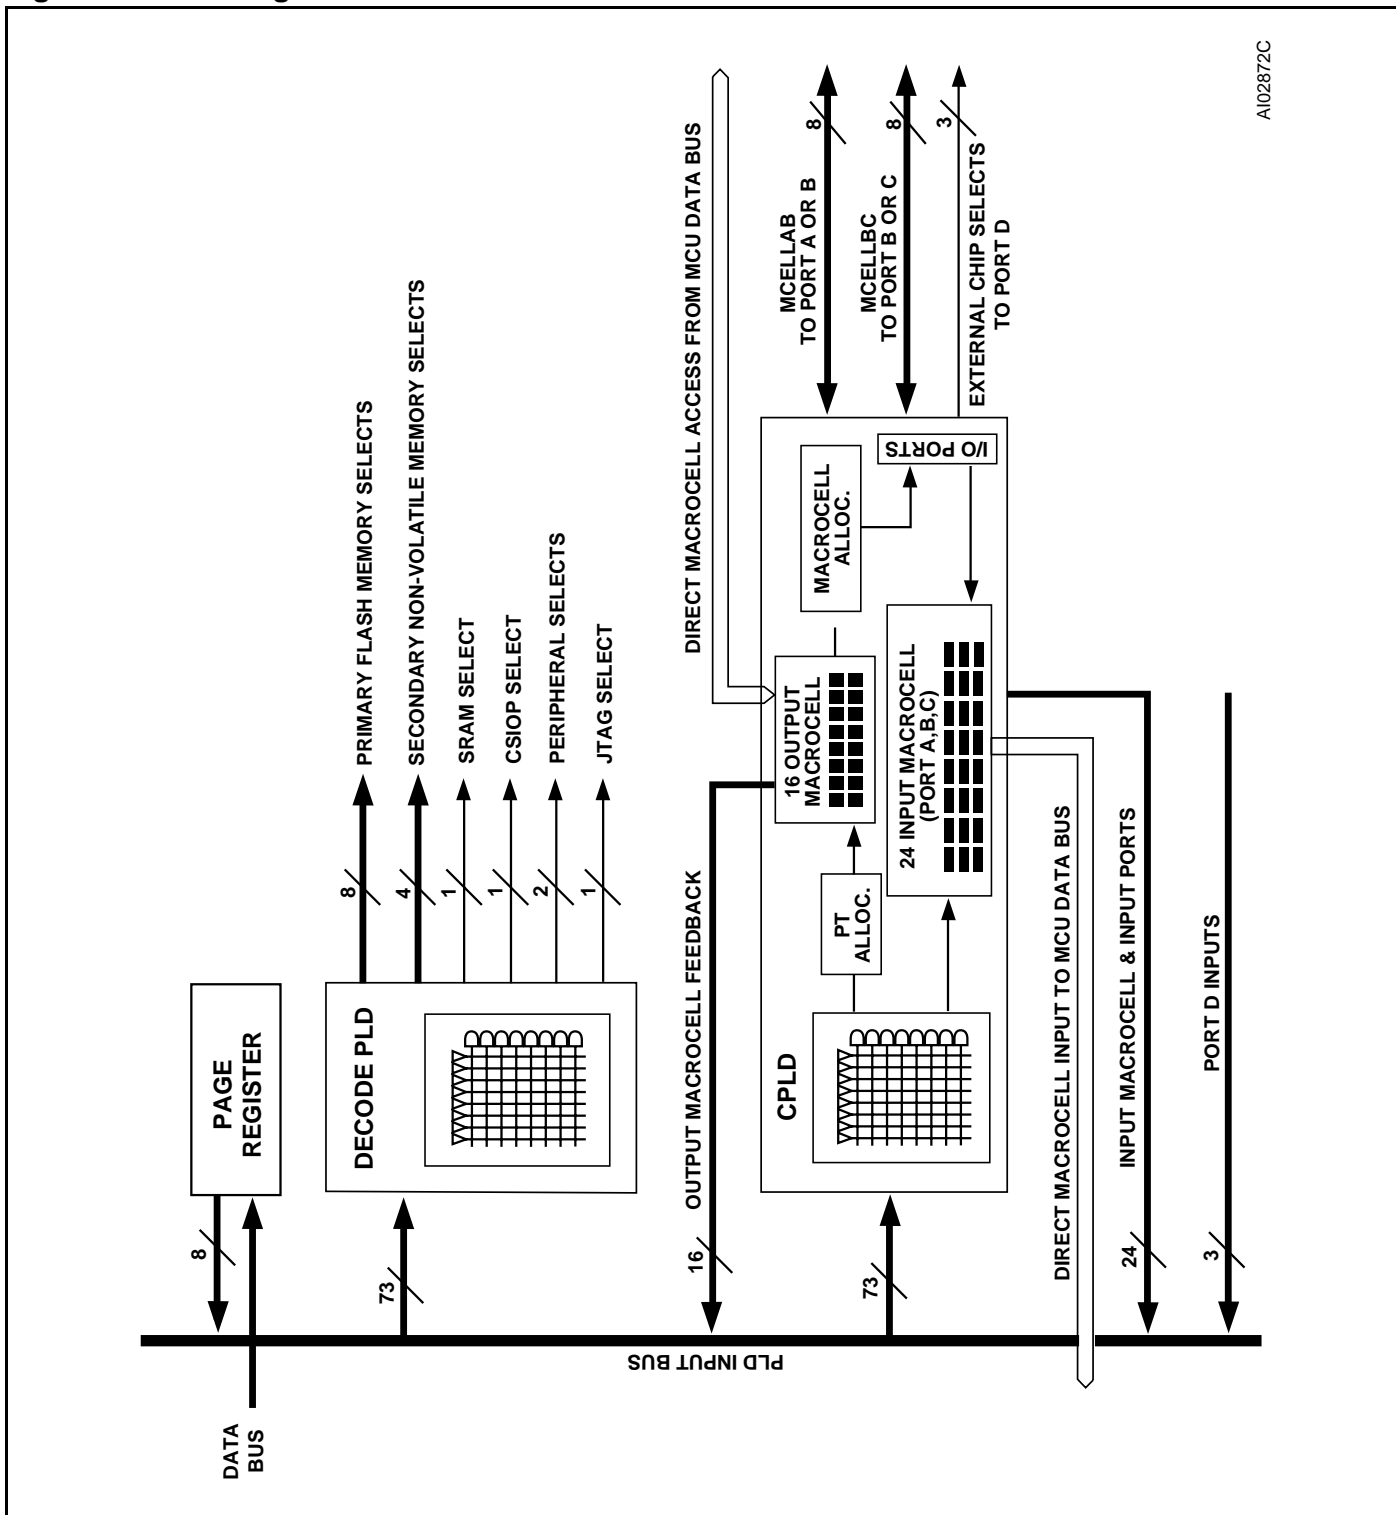 DATA
BUS
8
PAGE
REGISTER
73
DECODE PLD
8
PRIMARY FLASH MEMORY SELECTS
4
SECONDARY NON-VOLATILE MEMORY SELECTS
1
SRAM SELECT
1
CSIOP SELECT
2
PERIPHERAL SELECTS
1
JTAG SELECT
PLD INPUT BUS
16
OUTPUT MACROCELL FEEDBACK
DIRECT MACROCELL ACCESS FROM MCU DATA BUS
73
CPLD
PT
ALLOC.
16 OUTPUT
MACROCELL
MACROCELL
ALLOC.
24 INPUT MACROCELL
(PORT A,B,C)
I/O PORTS
MCELLAB
TO PORT A OR B
8
MCELLBC
TO PORT B OR C
8
EXTERNAL CHIP SELECTS
TO PORT D
3
DIRECT MACROCELL INPUT TO MCU DATA BUS
24
INPUT MACROCELL & INPUT PORTS
3
PORT D INPUTS
AI02872C